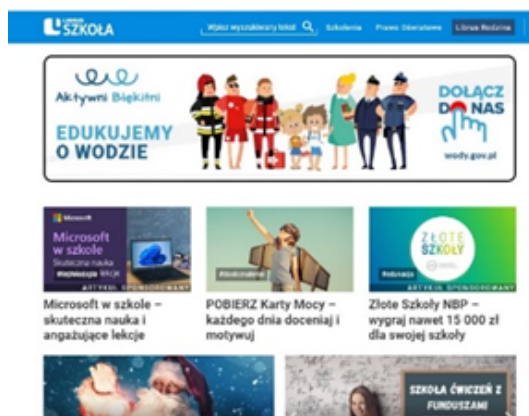 LIBRUS
SZKOŁA
Wpisz wyszukiwany tekst
Szkolenia
Prawo Oświatowe
Librus Rodzina
Aktywni Błękitni
EDUKUJEMY
O WODZIE
DOŁĄCZ
DO NAS
wody.gov.pl
Microsoft
Microsoft
w szkole
Skuteczna nauka
lekcje
ARTYKUŁ SPONSOROWANY
ZŁOTE
SZKOŁY
#edukacja
ARTYKUŁ SPONSOROWANY
Microsoft w szkole –
skuteczna nauka i
angażujące lekcje
POBIERZ Karty Mocy –
każdego dnia doceniaj i
motywuj
Złote Szkoły NBP –
wygraj nawet 15 000 zł
dla swojej szkoły
SZKOŁA ĆWICZEŃ Z
FUNDUSZAMI